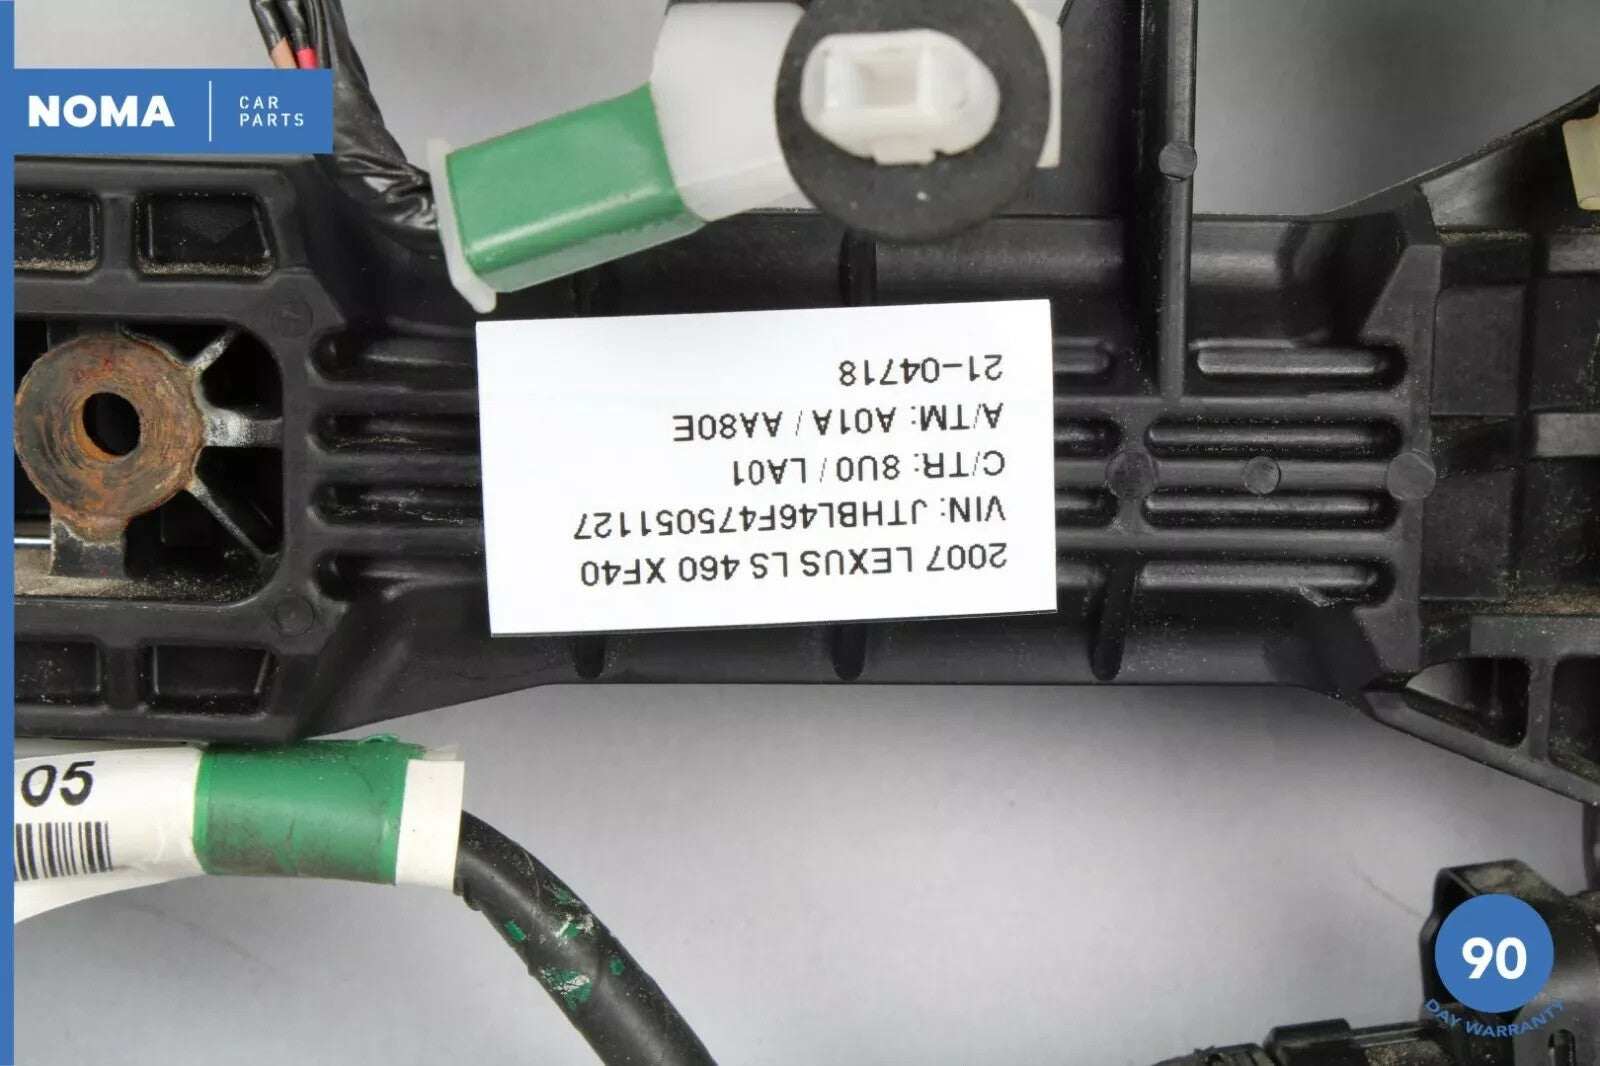 NOMA
CAR
PARTS
2007 LEXUS LS 460 XF40
VIN: JTHBL46F475051127
C/TR: 8U0 / LA01
A/TM: A01A / AA80E
21-04718
05
90
DAY WARRANTY